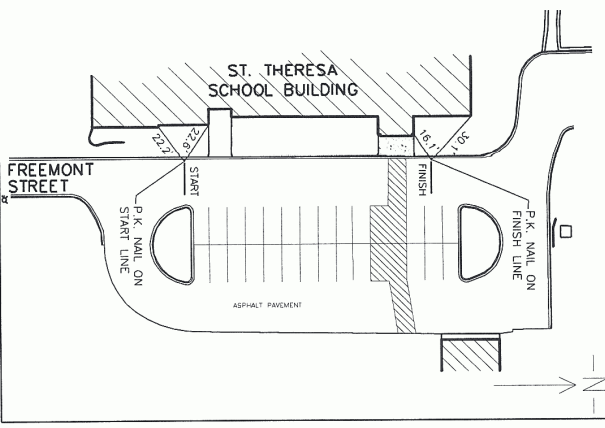 ST. THERESA
SCHOOL BUILDING
22.2'
22.6'
16.1'
30.1'
FREEMONT
STREET
START
FINISH
P.K. NAIL ON
START LINE
P.K. NAIL ON
FINISH LINE
ASPHALT PAVEMENT
N